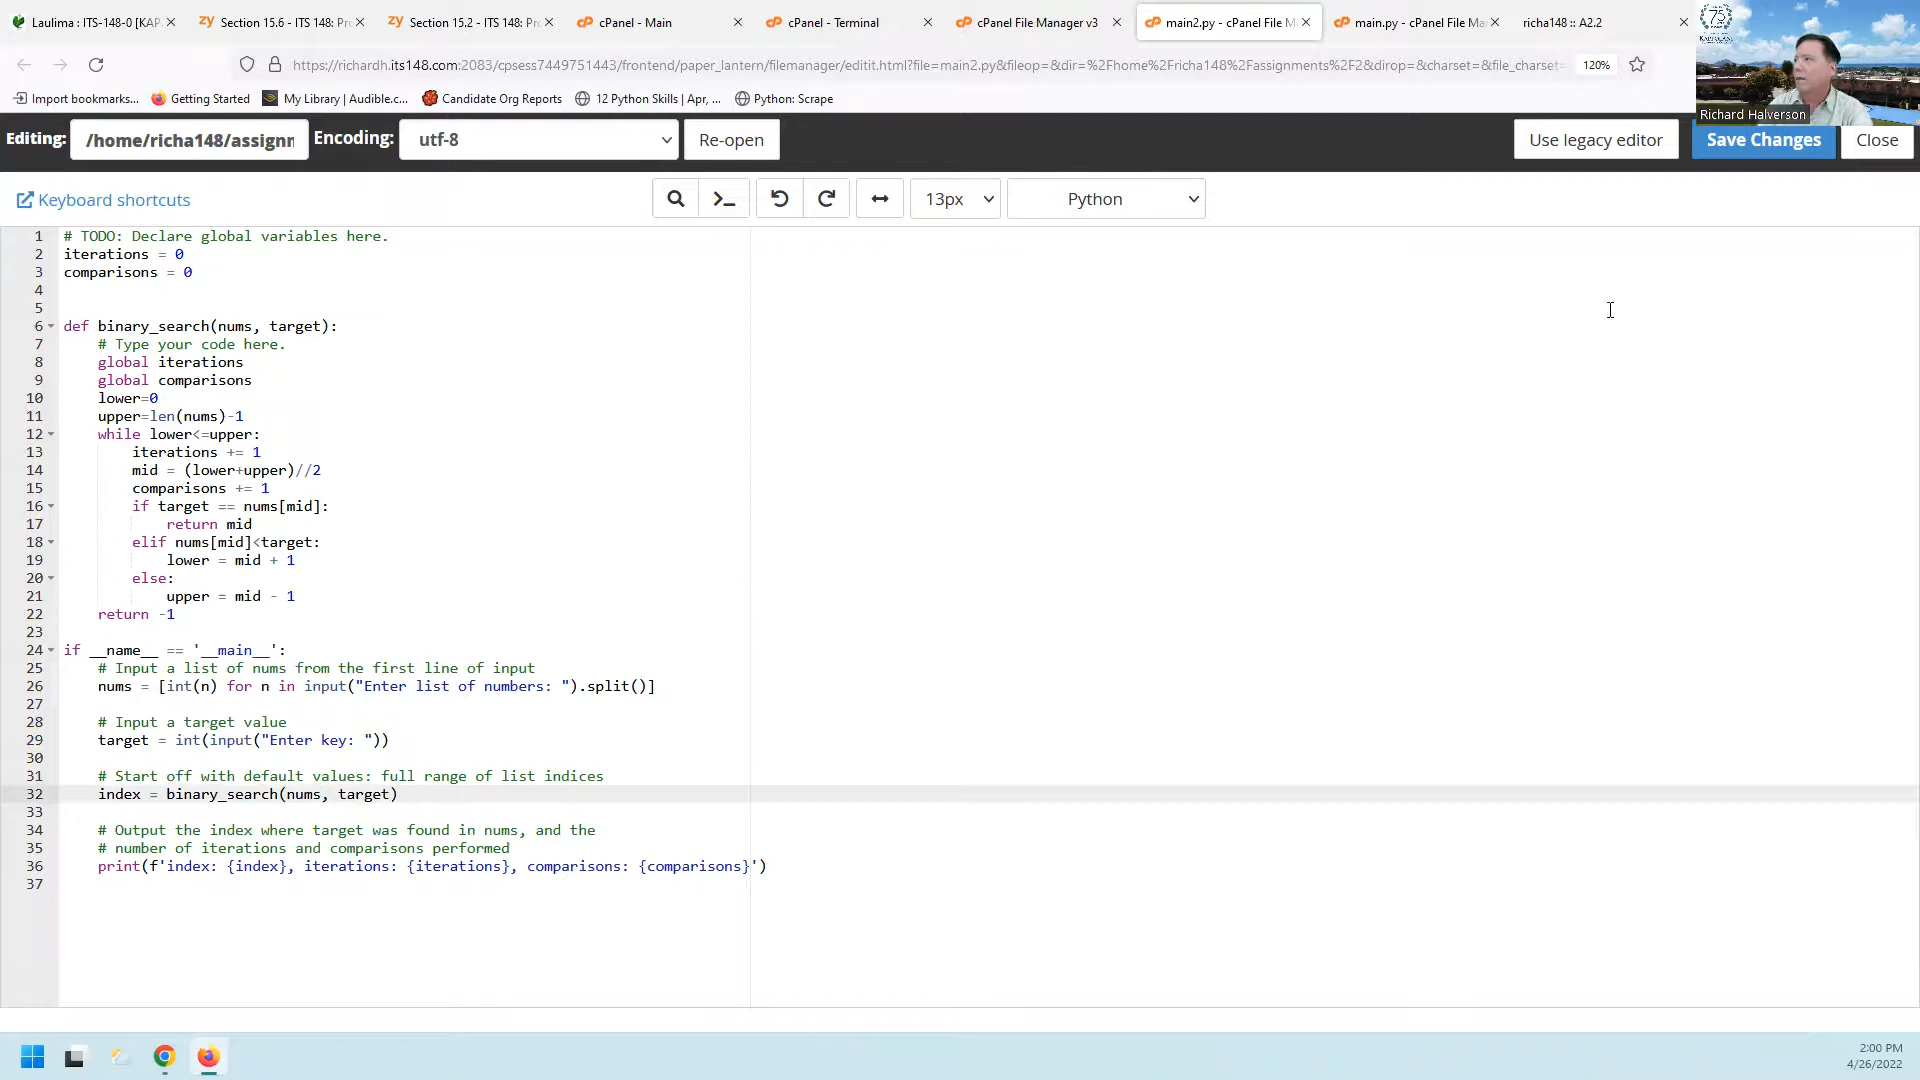 Laulima : ITS-148-0 [KAP.
Section 15.6 - ITS 148: Pr
Section 15.2 - ITS 148: Pr
cPanel - Main
cPanel - Terminal
cPanel File Manager v3
main2.py - cPanel File M
main.py - cPanel File Ma
richa148 :: A2.2
https://richardh.its148.com:2083/cpsess7449751443/frontend/paper_lantern/filemanager/editit.html?file=main2.py&fileop=&dir=%2Fhome%2Fricha148%2Fassignments%2F2&dirop=&charset=&file_charset=
120%
Import bookmarks...
Getting Started
My Library | Audible.c...
Candidate Org Reports
12 Python Skills | Apr, ...
Python: Scrape
75
Richard Halverson
Editing:
/home/richa148/assignn
Encoding:
utf-8
Re-open
Use legacy editor
Save Changes
Close
Keyboard shortcuts
13px
Python
1 # TODO: Declare global variables here.
2 iterations = 0
3 comparisons = 0
4
5
6 def binary_search(nums, target):
7 # Type your code here.
8 global iterations
9 global comparisons
10 lower=0
11 upper=len(nums)-1
12 while lower<=upper:
13 iterations += 1
14 mid = (lower+upper)//2
15 comparisons += 1
16 if target == nums[mid]:
17 return mid
18 elif nums[mid]<target:
19 lower = mid + 1
20 else:
21 upper = mid - 1
22 return -1
23
24 if __name__ == '__main__':
25 # Input a list of nums from the first line of input
26 nums = [int(n) for n in input("Enter list of numbers: ").split()]
27
28 # Input a target value
29 target = int(input("Enter key: "))
30
31 # Start off with default values: full range of list indices
32 index = binary_search(nums, target)
33
34 # Output the index where target was found in nums, and the
35 # number of iterations and comparisons performed
36 print(f'index: {index}, iterations: {iterations}, comparisons: {comparisons}')
37
2:00 PM
4/26/2022